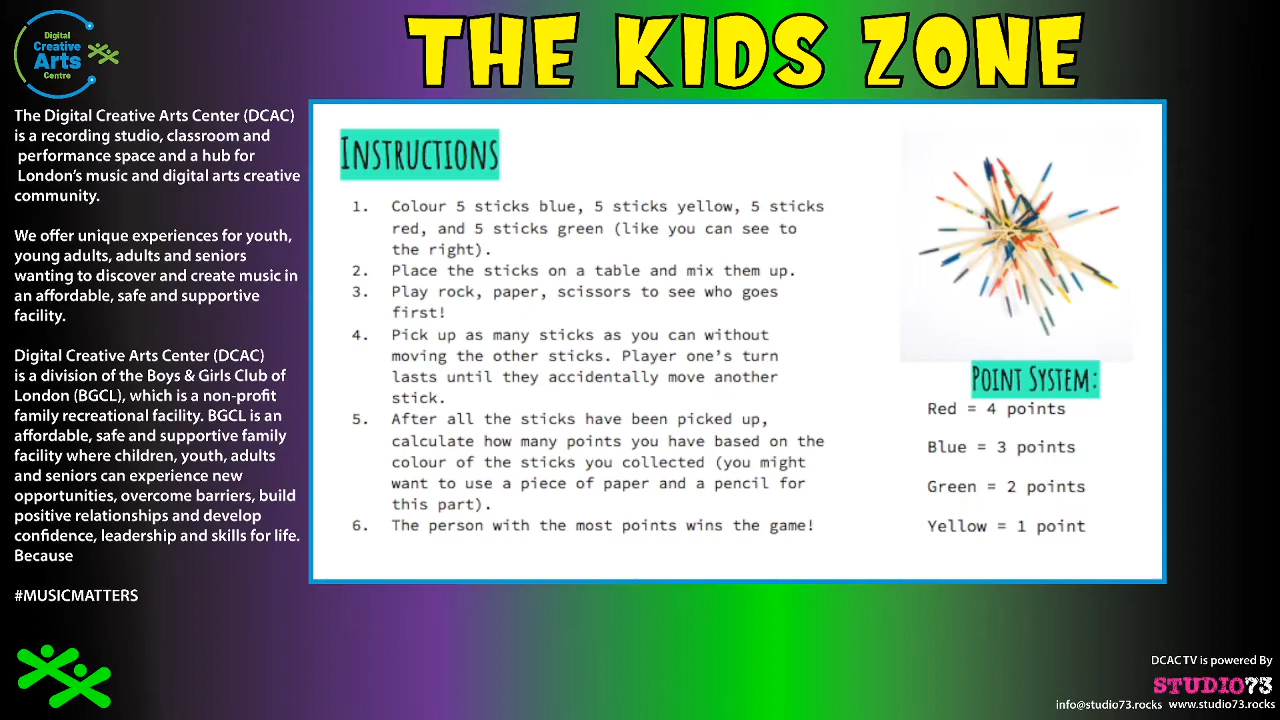 Digital
Creative
Arts
Centre
THE KIDS ZONE
The Digital Creative Arts Center (DCAC)
is a recording studio, classroom and
performance space and a hub for
London's music and digital arts creative
community.
We offer unique experiences for youth,
young adults, adults and seniors
wanting to discover and create music in
an affordable, safe and supportive
facility.
Digital Creative Arts Center (DCAC)
is a division of the Boys & Girls Club of
London (BGCL), which is a non-profit
family recreational facility. BGCL is an
affordable, safe and supportive family
facility where children, youth, adults
and seniors can experience new
opportunities, overcome barriers, build
positive relationships and develop
confidence, leadership and skills for life.
Because
#MUSICMATTERS
INSTRUCTIONS
1. Colour 5 sticks blue, 5 sticks yellow, 5 sticks
red, and 5 sticks green (like you can see to
the right).
2. Place the sticks on a table and mix them up.
3. Play rock, paper, scissors to see who goes
first!
4. Pick up as many sticks as you can without
moving the other sticks. Player one's turn
lasts until they accidentally move another
stick.
5. After all the sticks have been picked up,
calculate how many points you have based on the
colour of the sticks you collected (you might
want to use a piece of paper and a pencil for
this part).
6. The person with the most points wins the game!
POINT SYSTEM:
Red = 4 points
Blue = 3 points
Green = 2 points
Yellow = 1 point
DCAC TV is powered By
STUDIO73
info@studio73.rocks www.studio73.rocks